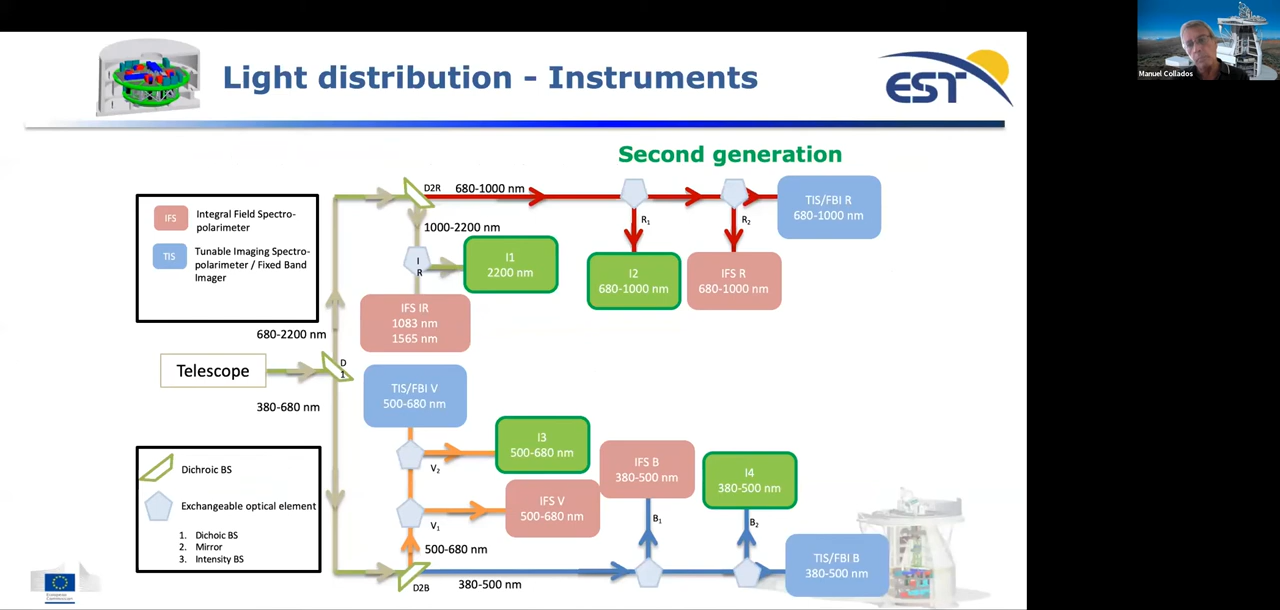 Manuel Collados
Light distribution - Instruments
EST
Second generation
IFS
Integral Field Spectro-
polarimeter
TIS
Tunable Imaging Spectro-
polarimeter / Fixed Band
Imager
D2R
680-1000 nm
1000-2200 nm
I
R
I1
2200 nm
IFS IR
1083 nm
1565 nm
R1
R2
I2
680-1000 nm
IFS R
680-1000 nm
TIS/FBI R
680-1000 nm
680-2200 nm
Telescope
D
1
380-680 nm
TIS/FBI V
500-680 nm
V2
I3
500-680 nm
V1
IFS V
500-680 nm
500-680 nm
D2B
380-500 nm
IFS B
380-500 nm
B1
I4
380-500 nm
B2
TIS/FBI B
380-500 nm
Dichroic BS
Exchangeable optical element
1. Dichoic BS
2. Mirror
3. Intensity BS